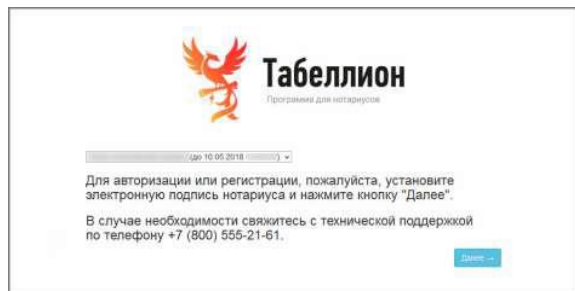 Табеллион
Программа для нотариусов
(до 10.05.2018 )
Для авторизации или регистрации, пожалуйста, установите
электронную подпись нотариуса и нажмите кнопку "Далее".
В случае необходимости свяжитесь с технической поддержкой
по телефону +7 (800) 555-21-61.
Далее →